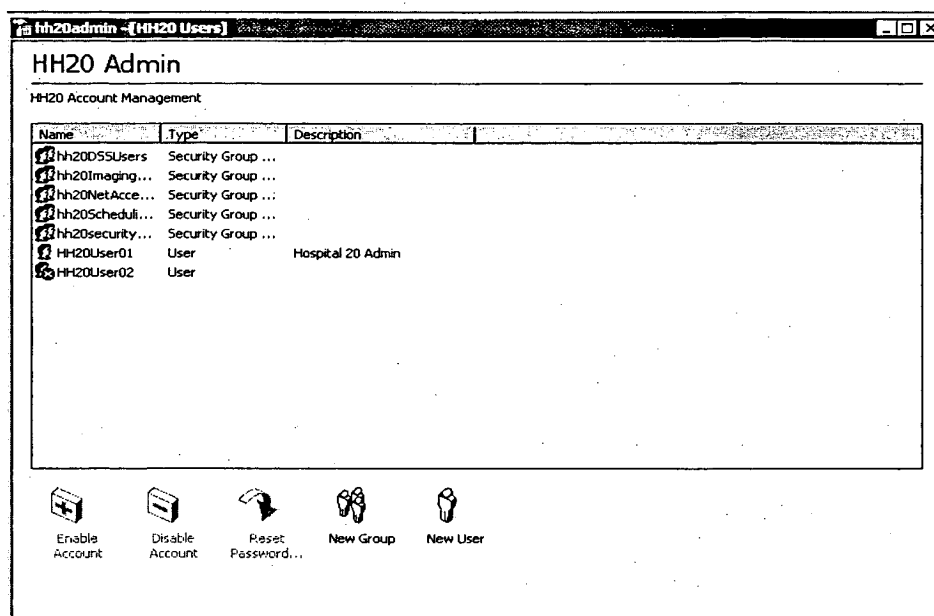 hh20admin - [HH20 Users]
HH20 Admin
HH20 Account Management
Name Type Description
hh20DSSUsers Security Group ...
hh20Imaging... Security Group ...
hh20NetAcce... Security Group ...
hh20Scheduli... Security Group ...
hh20security... Security Group ...
HH20User01 User Hospital 20 Admin
HH20User02 User
Enable Account
Disable Account
Reset Password...
New Group
New User